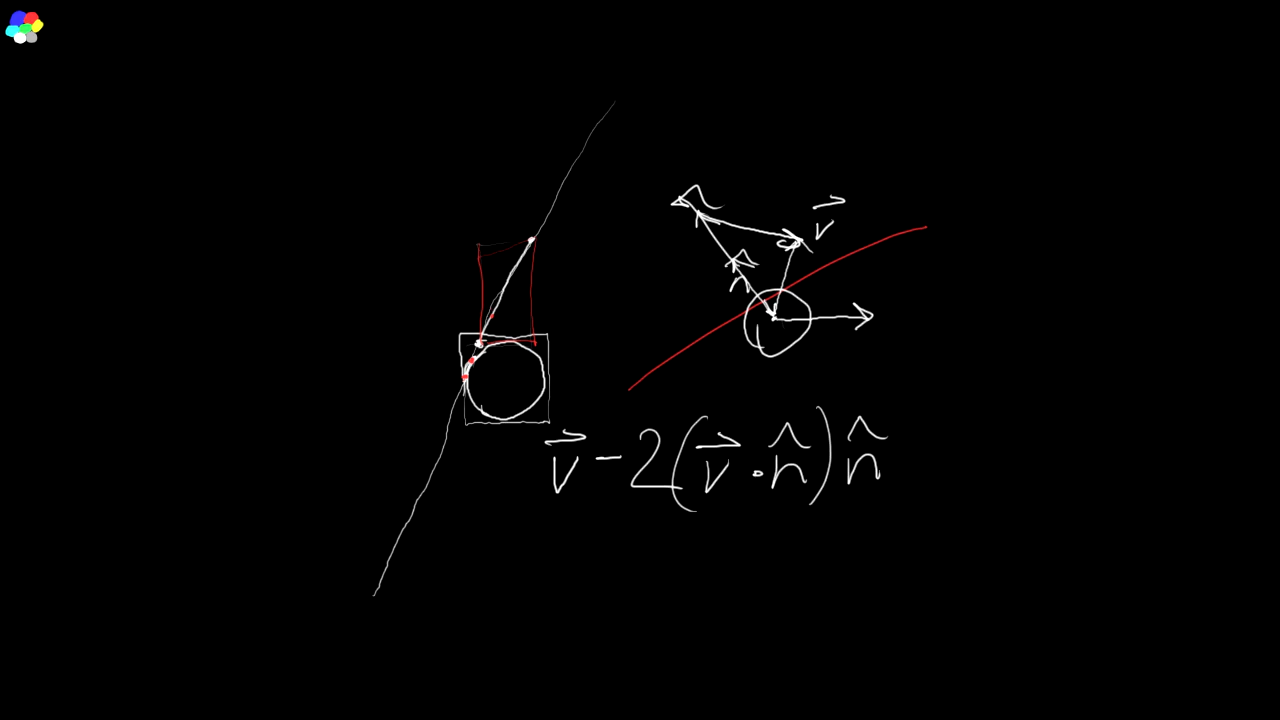 v⃗
n̂
v⃗ - 2(v⃗ · n̂)n̂